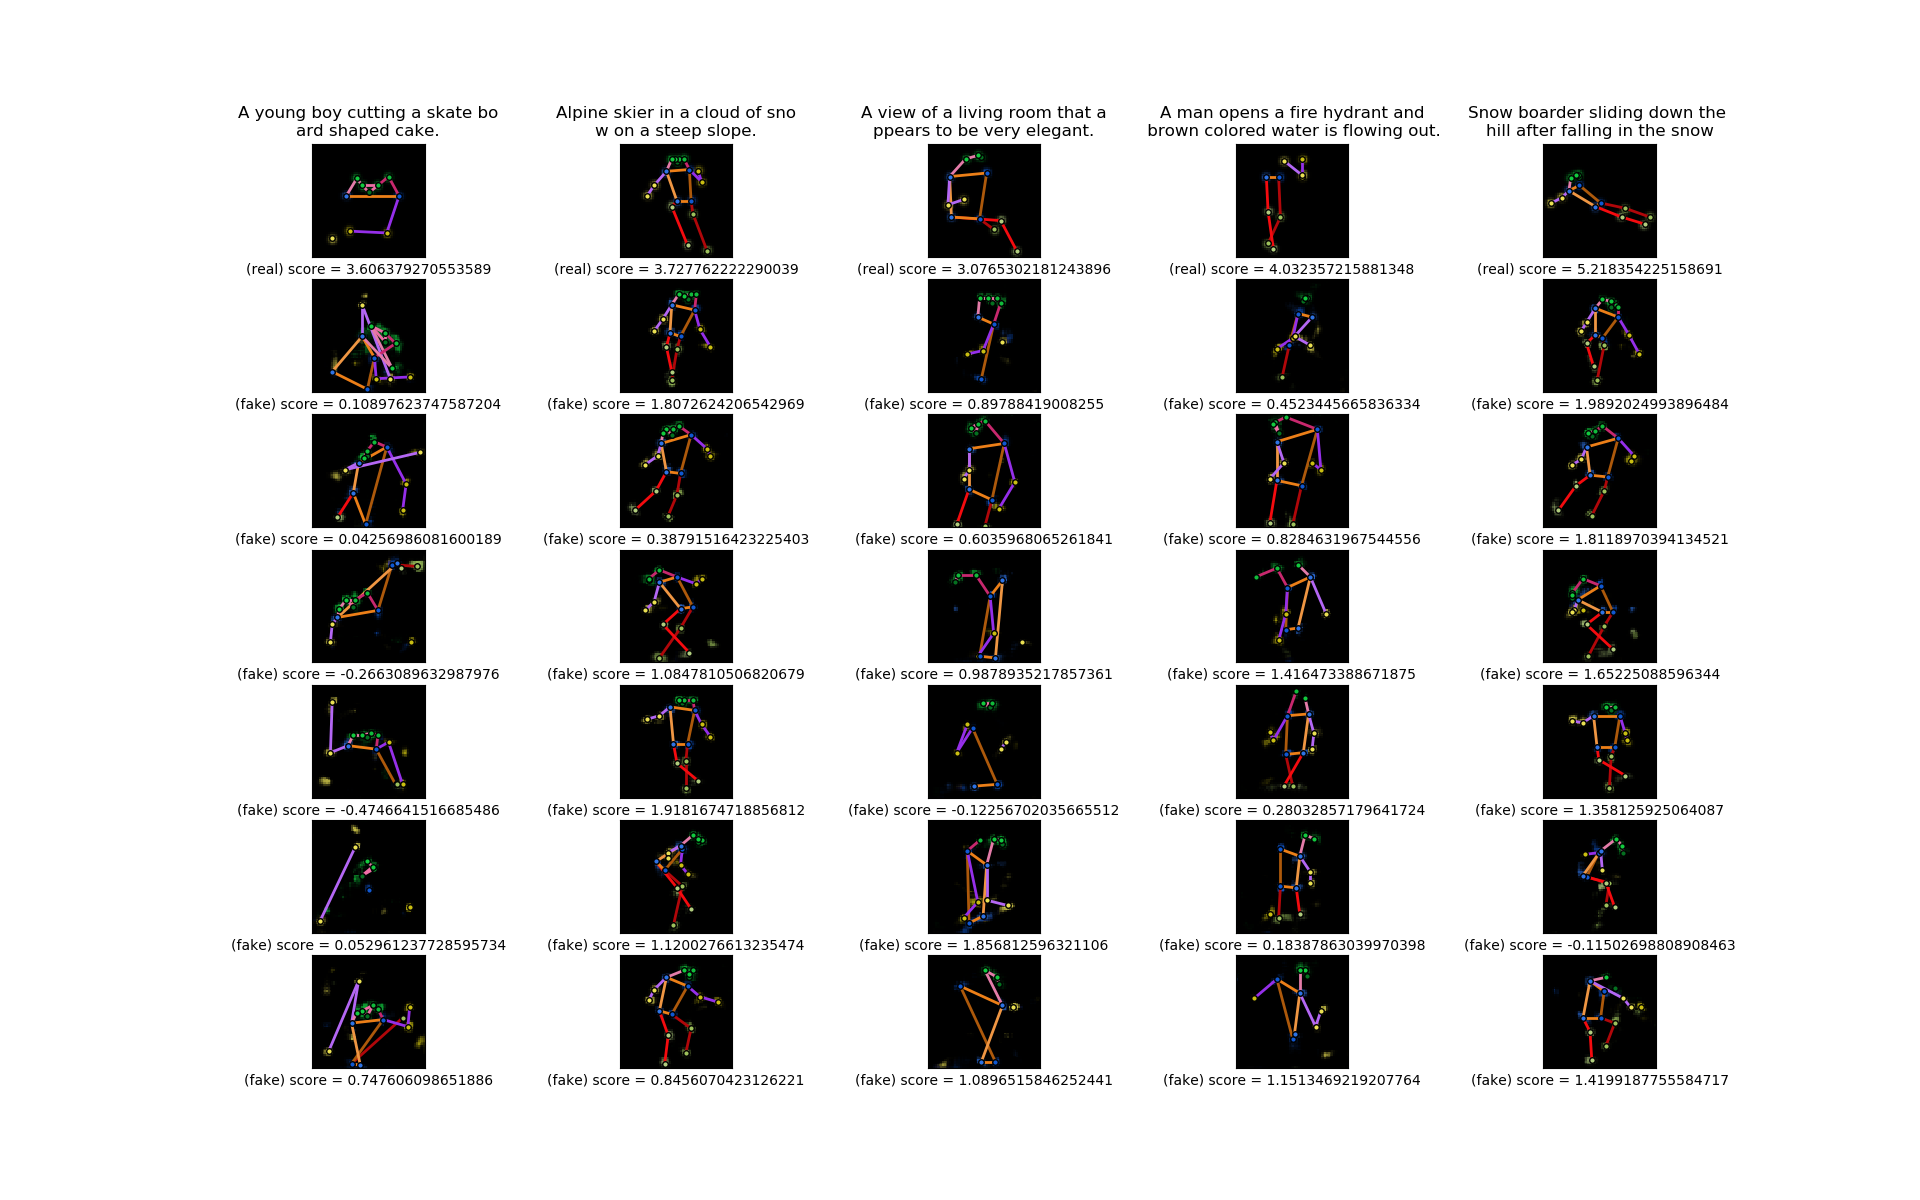 A young boy cutting a skate bo
ard shaped cake.
Alpine skier in a cloud of sno
w on a steep slope.
A view of a living room that a
ppears to be very elegant.
A man opens a fire hydrant and
brown colored water is flowing out.
Snow boarder sliding down the
hill after falling in the snow
(real) score = 3.606379270553589
(real) score = 3.727762222290039
(real) score = 3.0765302181243896
(real) score = 4.032357215881348
(real) score = 5.218354225158691
(fake) score = 0.10897623747587204
(fake) score = 1.8072624206542969
(fake) score = 0.89788419008255
(fake) score = 0.4523445665836334
(fake) score = 1.9892024993896484
(fake) score = 0.04256986081600189
(fake) score = 0.38791516423225403
(fake) score = 0.6035968065261841
(fake) score = 0.8284631967544556
(fake) score = 1.8118970394134521
(fake) score = -0.2663089632987976
(fake) score = 1.0847810506820679
(fake) score = 0.9878935217857361
(fake) score = 1.416473388671875
(fake) score = 1.65225088596344
(fake) score = -0.4746641516685486
(fake) score = 1.9181674718856812
(fake) score = -0.12256702035665512
(fake) score = 0.28032857179641724
(fake) score = 1.358125925064087
(fake) score = 0.052961237728595734
(fake) score = 1.1200276613235474
(fake) score = 1.856812596321106
(fake) score = 0.18387863039970398
(fake) score = -0.11502698808908463
(fake) score = 0.747606098651886
(fake) score = 0.8456070423126221
(fake) score = 1.0896515846252441
(fake) score = 1.1513469219207764
(fake) score = 1.4199187755584717